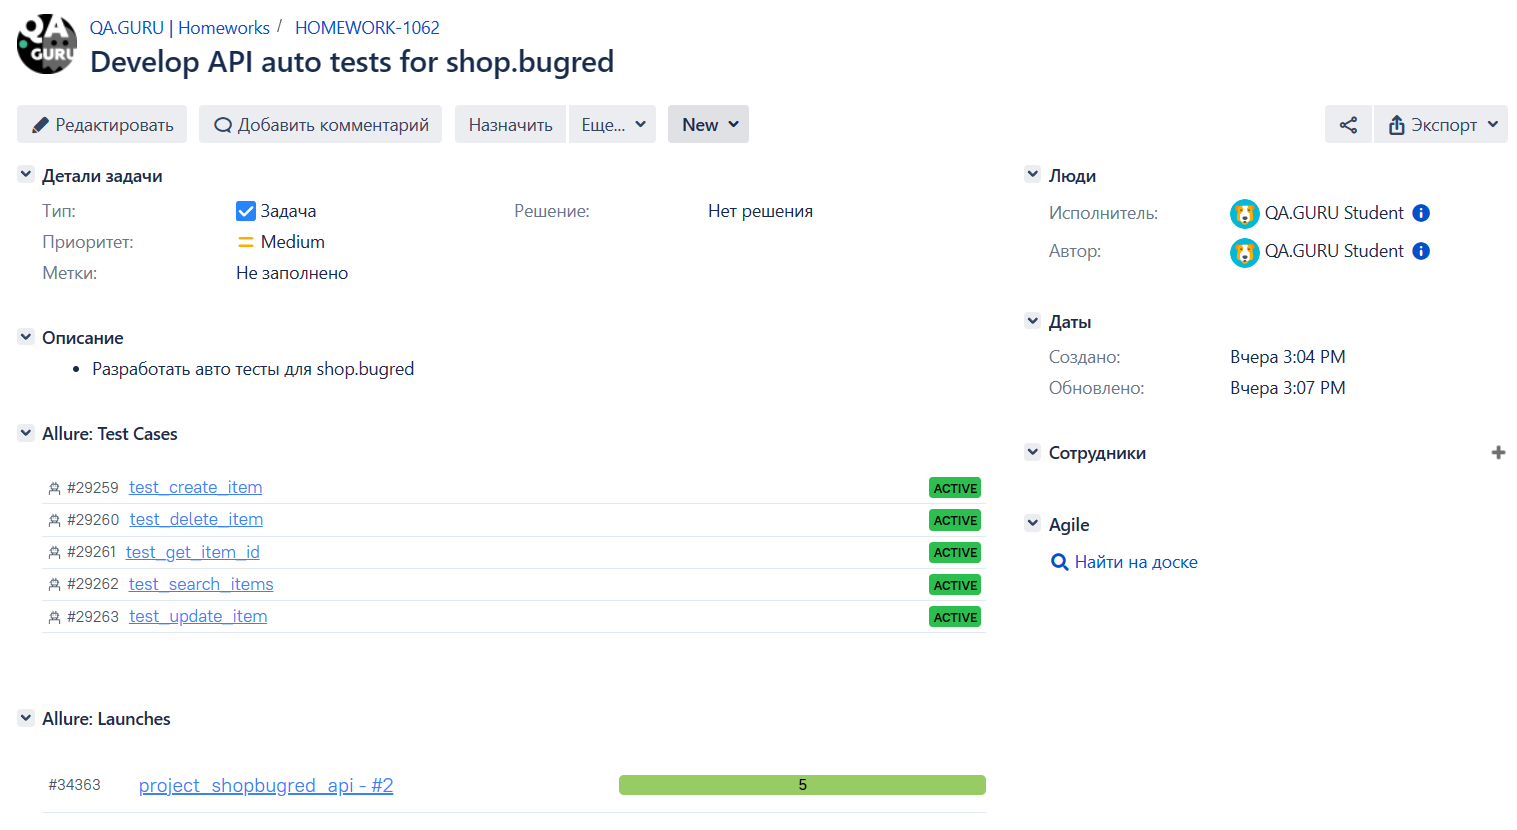 QA
GURU
QA.GURU | Homeworks / HOMEWORK-1062
Develop API auto tests for shop.bugred
Редактировать Добавить комментарий Назначить Еще... New Экспорт
Детали задачи
Тип: Задача Решение: Нет решения
Приоритет: Medium
Метки: Не заполнено
Описание
• Разработать авто тесты для shop.bugred
Allure: Test Cases
#29259 test_create_item ACTIVE
#29260 test_delete_item ACTIVE
#29261 test_get_item_id ACTIVE
#29262 test_search_items ACTIVE
#29263 test_update_item ACTIVE
Allure: Launches
#34363 project_shopbugred_api - #2 5
Люди
Исполнитель: QA.GURU Student
Автор: QA.GURU Student
Даты
Создано: Вчера 3:04 PM
Обновлено: Вчера 3:07 PM
Сотрудники
Agile
Найти на доске